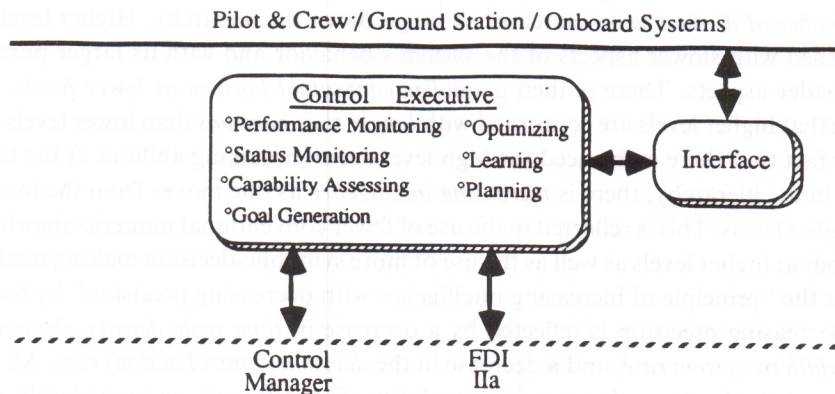 Pilot & Crew / Ground Station / Onboard Systems
Control Executive
°Performance Monitoring °Optimizing
°Status Monitoring °Learning
°Capability Assessing °Planning
°Goal Generation
Interface
Control FDI
Manager IIa